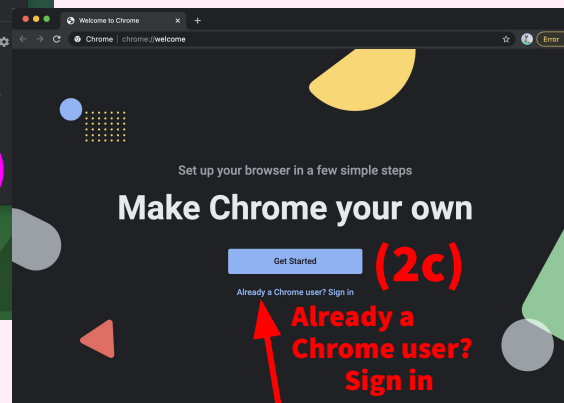 Welcome to Chrome
Chrome | chrome://welcome
Error
Set up your browser in a few simple steps
Make Chrome your own
Get Started
(2c)
Already a Chrome user? Sign in
Already a
Chrome user?
Sign in